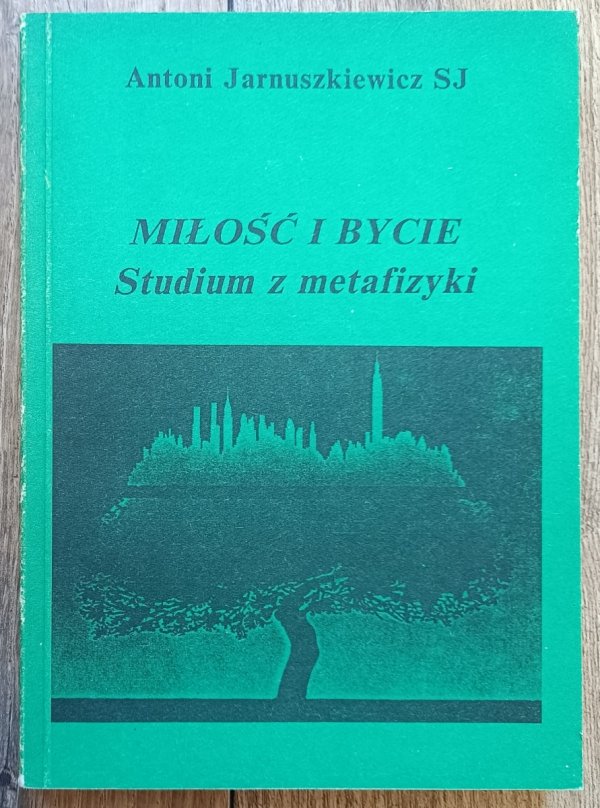 Antoni Jarnuszkiewicz SJ
MIŁOŚĆ I BYCIE
Studium z metafizyki